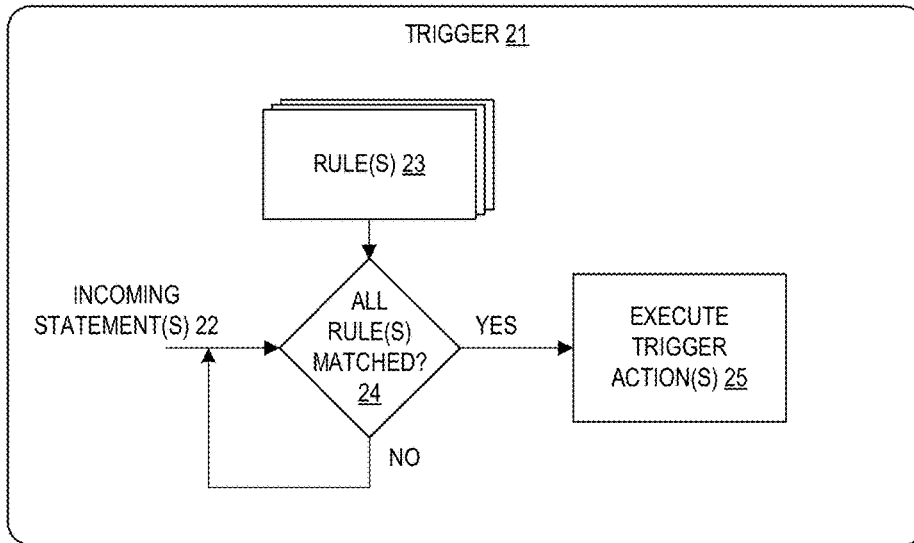 TRIGGER 21
RULE(S) 23
INCOMING
STATEMENT(S) 22
ALL
RULE(S)
MATCHED?
24
YES
EXECUTE
TRIGGER
ACTION(S) 25
NO